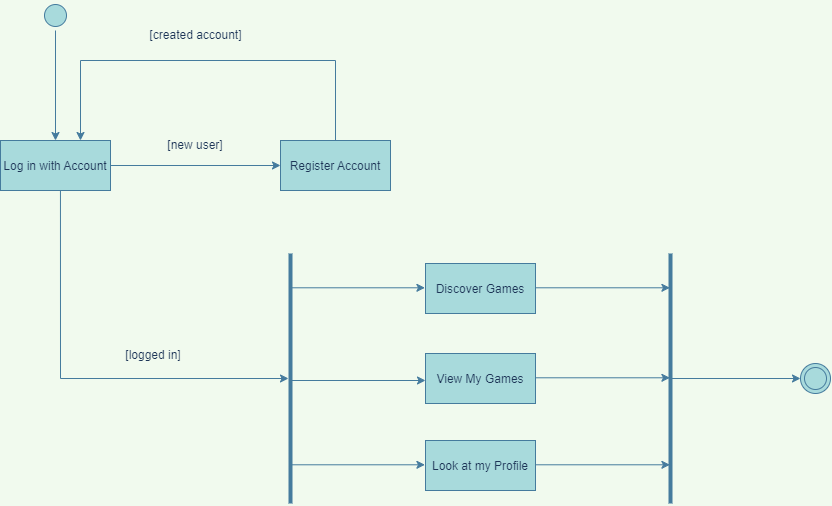 [created account]
[new user]
Log in with Account
Register Account
Discover Games
[logged in]
View My Games
Look at my Profile